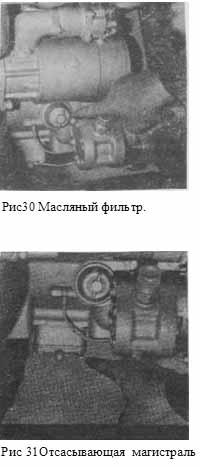 Рис30 Масляный фильтр.
Рис 31Отсасывающая магистраль